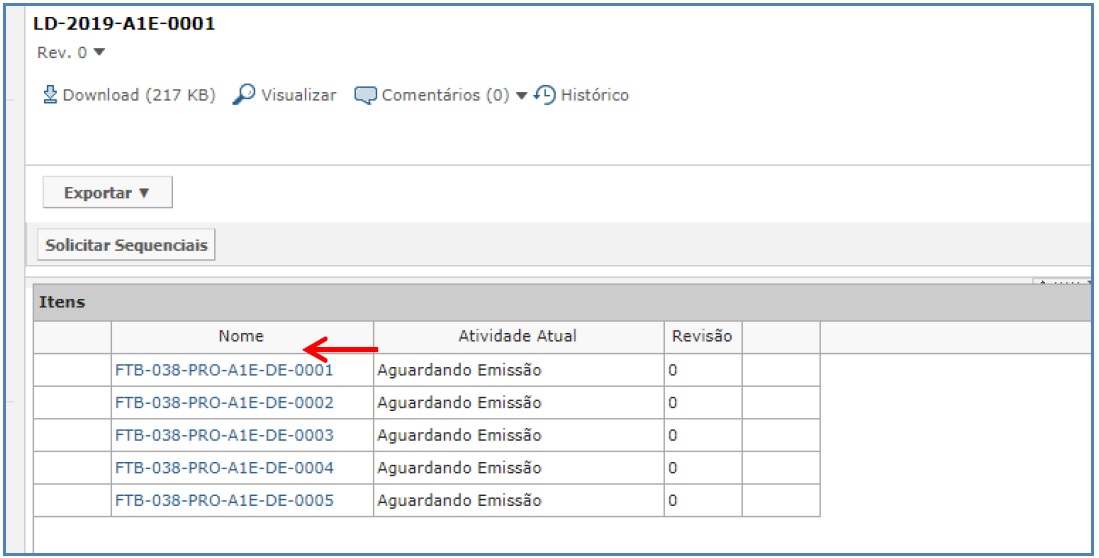 LD-2019-A1E-0001
Rev. 0 ▼
Download (217 KB) Visualizar Comentários (0) ▼ Histórico
Exportar ▼
Solicitar Sequenciais
Itens
Nome Atividade Atual Revisão
FTB-038-PRO-A1E-DE-0001 Aguardando Emissão 0
FTB-038-PRO-A1E-DE-0002 Aguardando Emissão 0
FTB-038-PRO-A1E-DE-0003 Aguardando Emissão 0
FTB-038-PRO-A1E-DE-0004 Aguardando Emissão 0
FTB-038-PRO-A1E-DE-0005 Aguardando Emissão 0